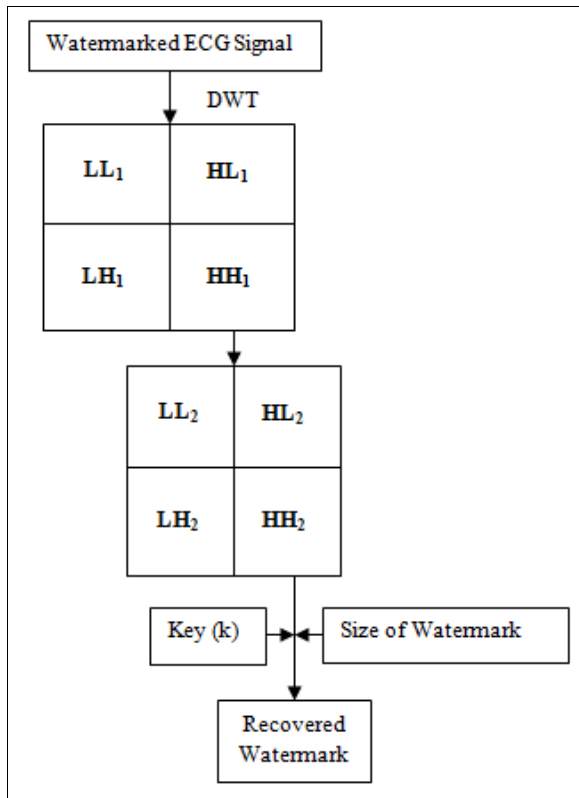 Watermarked ECG Signal
DWT
LL₁ HL₁
LH₁ HH₁
LL₂ HL₂
LH₂ HH₂
Key (k) Size of Watermark
Recovered
Watermark